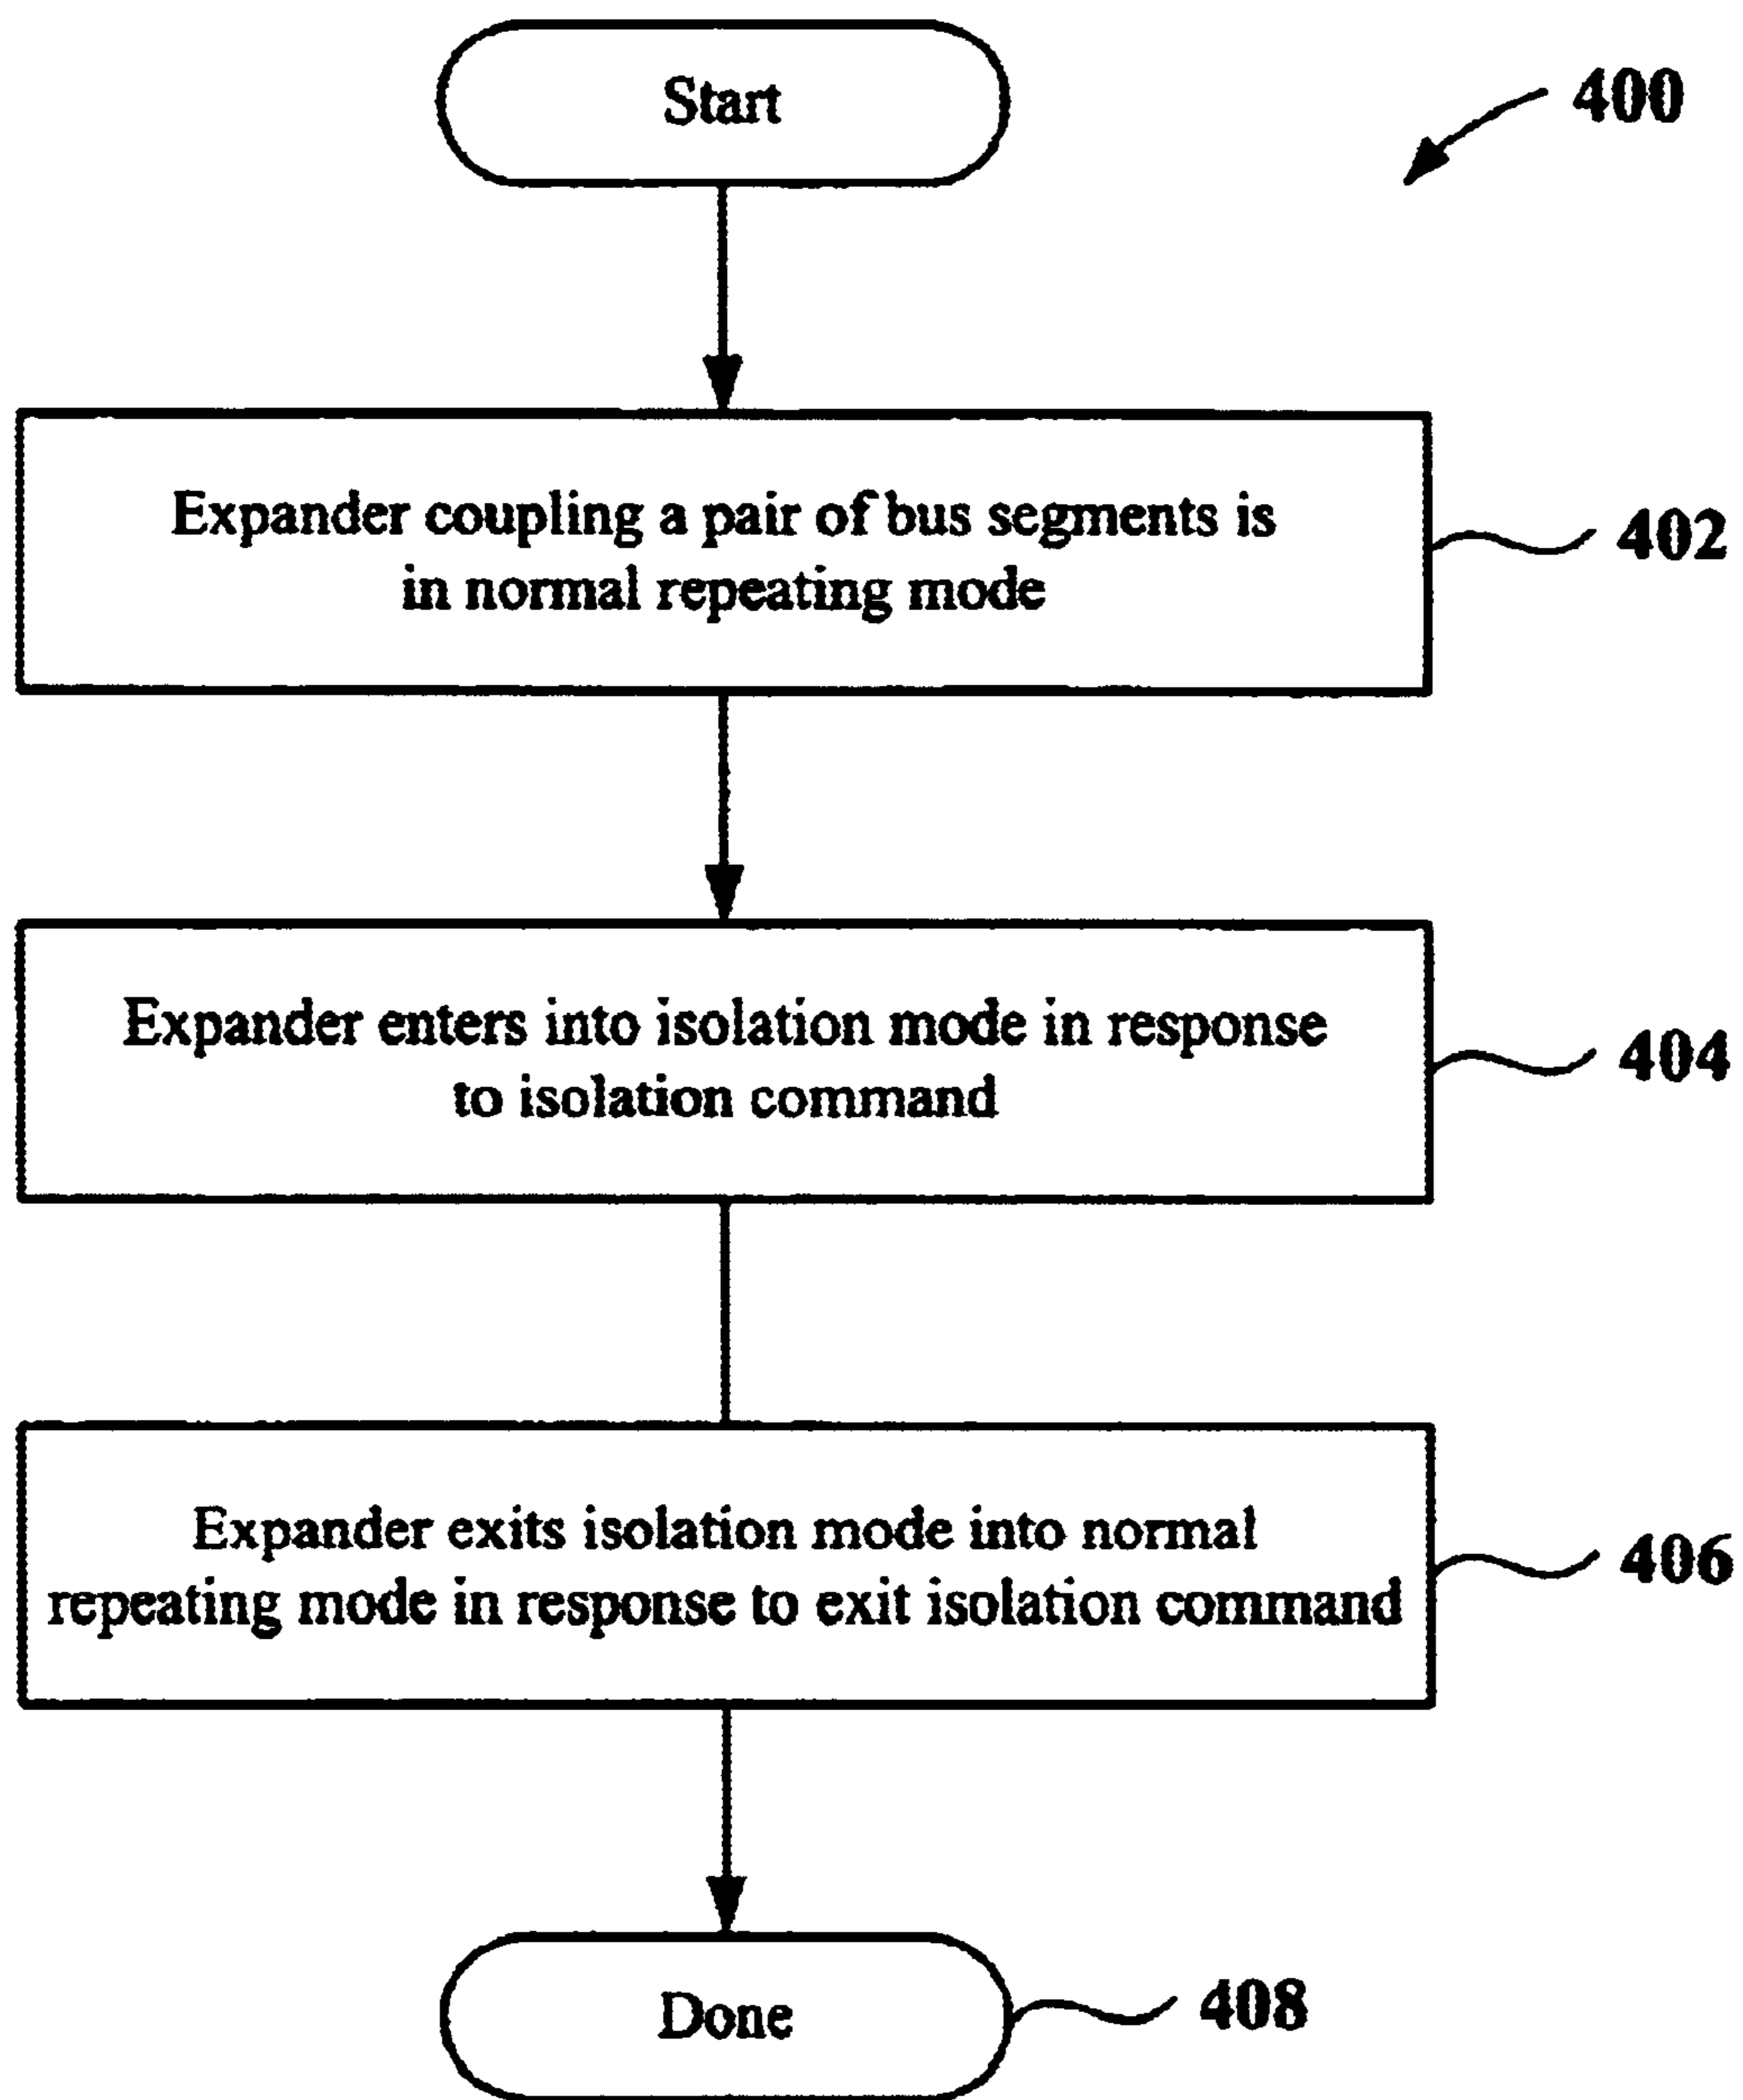 Start
400
Expander coupling a pair of bus segments is
in normal repeating mode
402
Expander enters into isolation mode in response
to isolation command
404
Expander exits isolation mode into normal
repeating mode in response to exit isolation command
406
Done
408